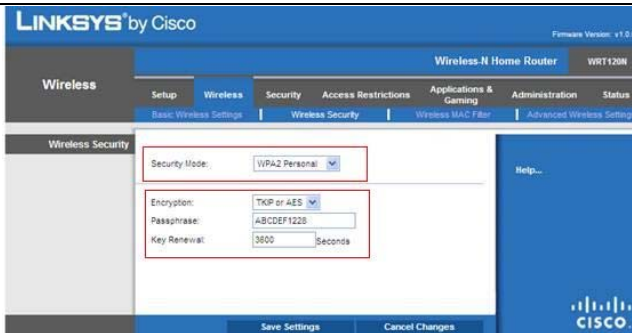 LINKSYS® by Cisco
Firmware Version: v1.0.
Wireless-N Home Router WRT120N
Wireless
Setup Wireless Security Access Restrictions Applications & Gaming Administration Status
Basic Wireless Settings Wireless Security Wireless MAC Filter Advanced Wireless Setting
Wireless Security
Security Mode: WPA2 Personal
Help...
Encryption: TKIP or AES
Passphrase: ABCDEF1228
Key Renewal: 3600 Seconds
Save Settings Cancel Changes
CISCO